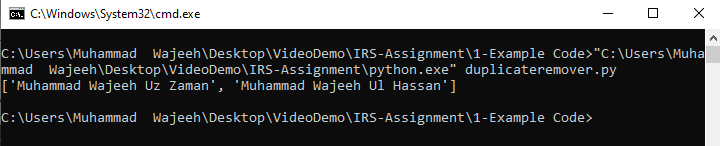 C:\Windows\System32\cmd.exe
C:\Users\Muhammad  Wajeeh\Desktop\VideoDemo\IRS-Assignment\1-Example Code>"C:\Users\Muha
mmad  Wajeeh\Desktop\VideoDemo\IRS-Assignment\python.exe" duplicateremover.py
['Muhammad Wajeeh Uz Zaman', 'Muhammad Wajeeh Ul Hassan']
C:\Users\Muhammad  Wajeeh\Desktop\VideoDemo\IRS-Assignment\1-Example Code>